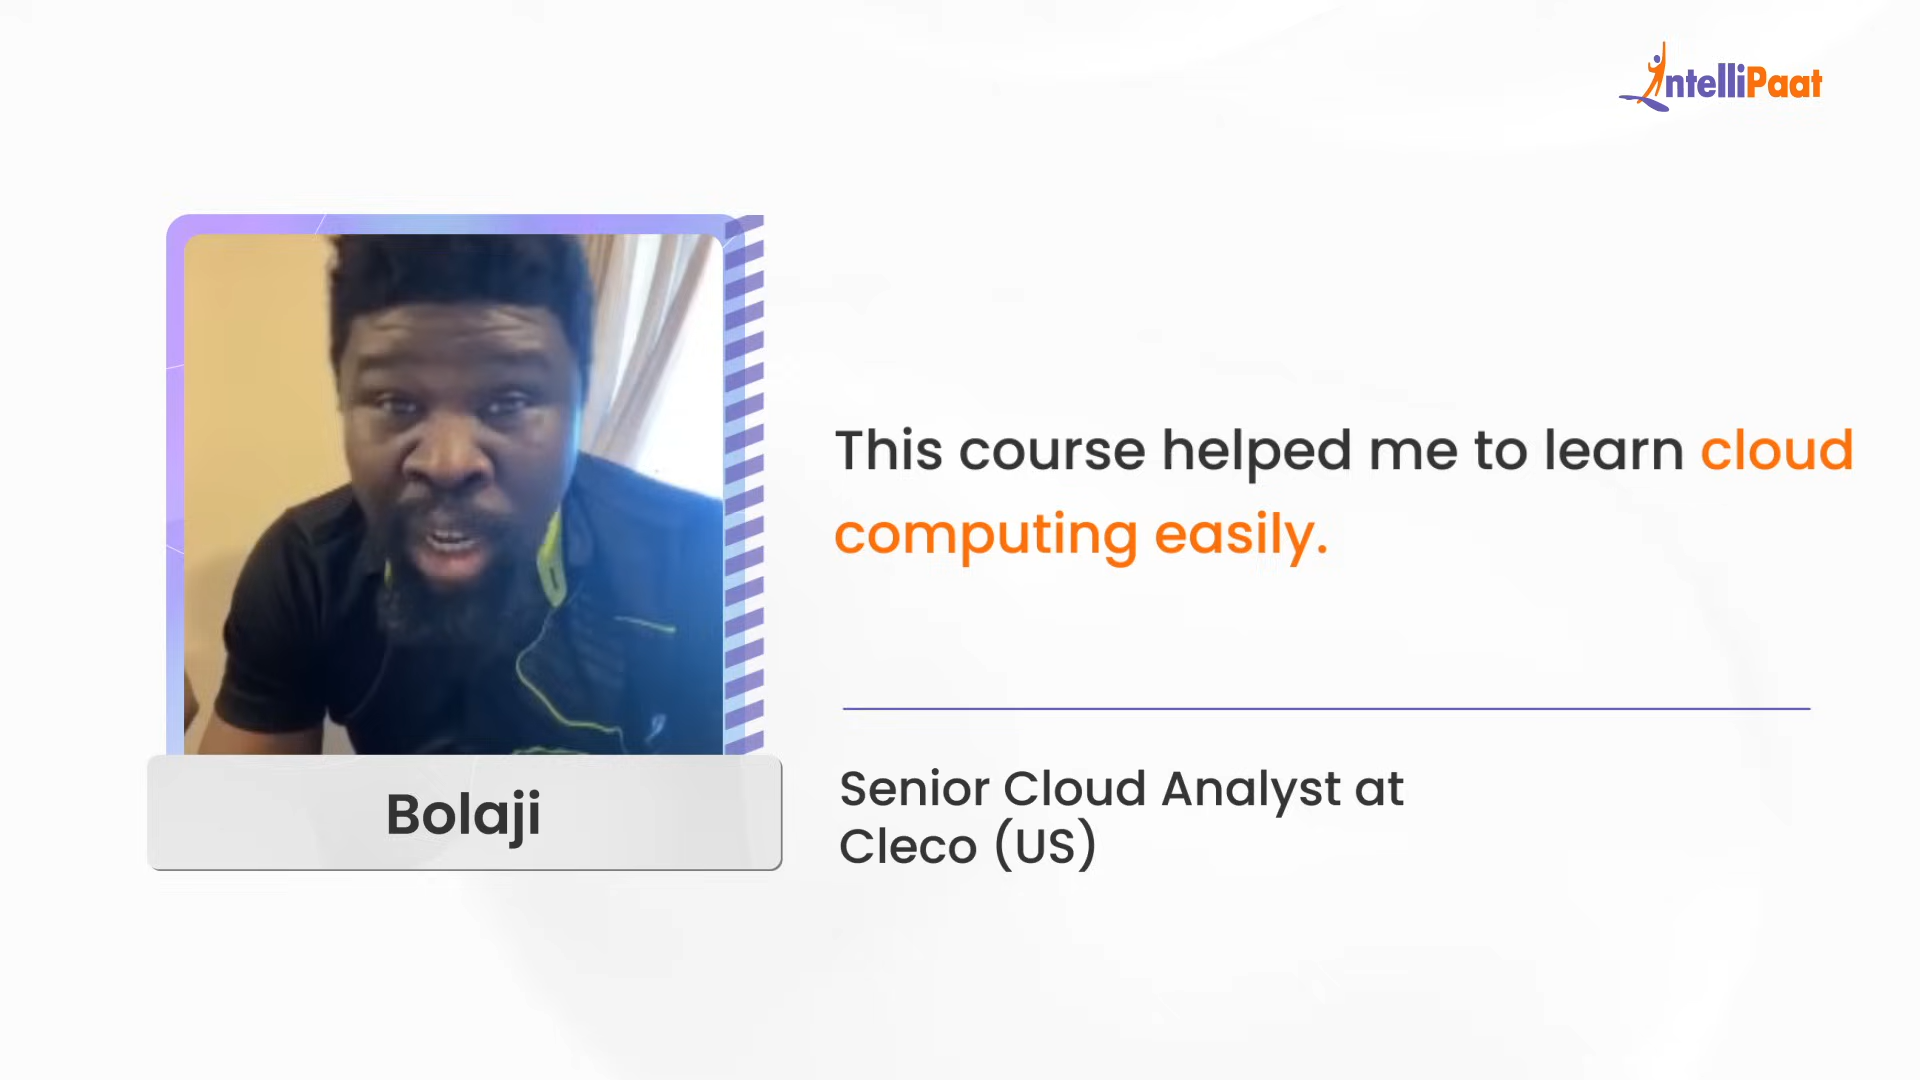 IntelliPaat
This course helped me to learn cloud
computing easily.
Bolaji
Senior Cloud Analyst at
Cleco (US)